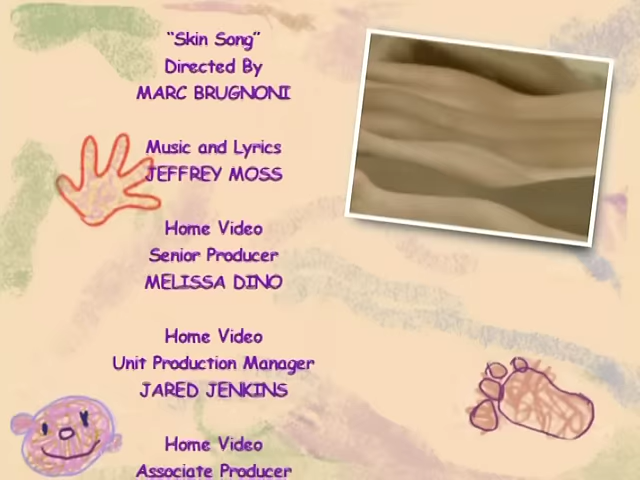 “Skin Song”
Directed By
MARC BRUGNONI
Music and Lyrics
JEFFREY MOSS
Home Video
Senior Producer
MELISSA DINO
Home Video
Unit Production Manager
JARED JENKINS
Home Video
Associate Producer